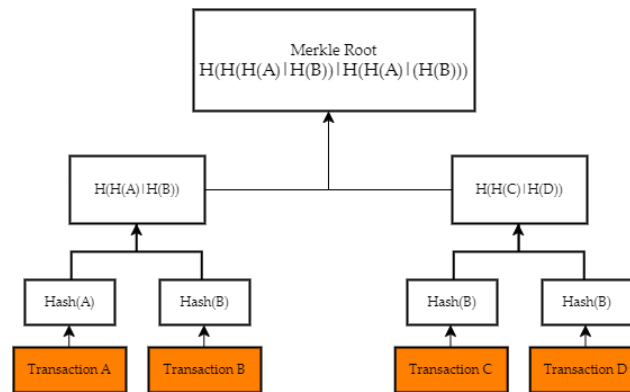 Merkle Root
H(H(H(A)|H(B))|H(H(A)|(H(B)))
H(H(A)|H(B))
H(H(C)|H(D))
Hash(A)
Hash(B)
Hash(B)
Hash(B)
Transaction A
Transaction B
Transaction C
Transaction D